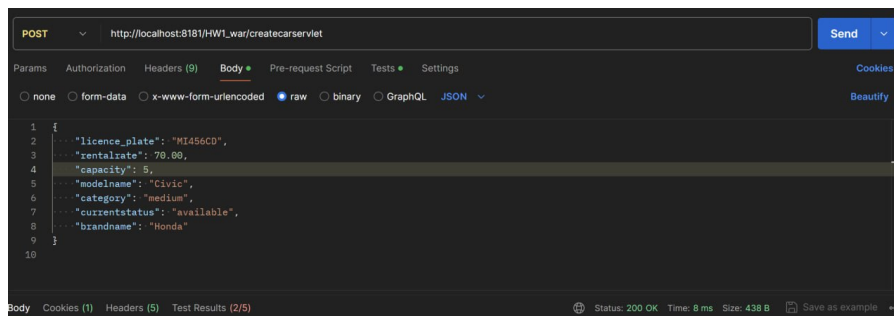 POST http://localhost:8181/HW1_war/createcarservlet Send
Params Authorization Headers (9) Body Pre-request Script Tests Settings Cookies
none form-data x-www-form-urlencoded raw binary GraphQL JSON Beautify
1 {
2 "licence_plate": "MI456CD",
3 "rentalrate": 70.00,
4 "capacity": 5,
5 "modelname": "Civic",
6 "category": "medium",
7 "currentstatus": "available",
8 "brandname": "Honda"
9 }
10
Body Cookies (1) Headers (5) Test Results (2/5) Status: 200 OK Time: 8 ms Size: 438 B Save as example